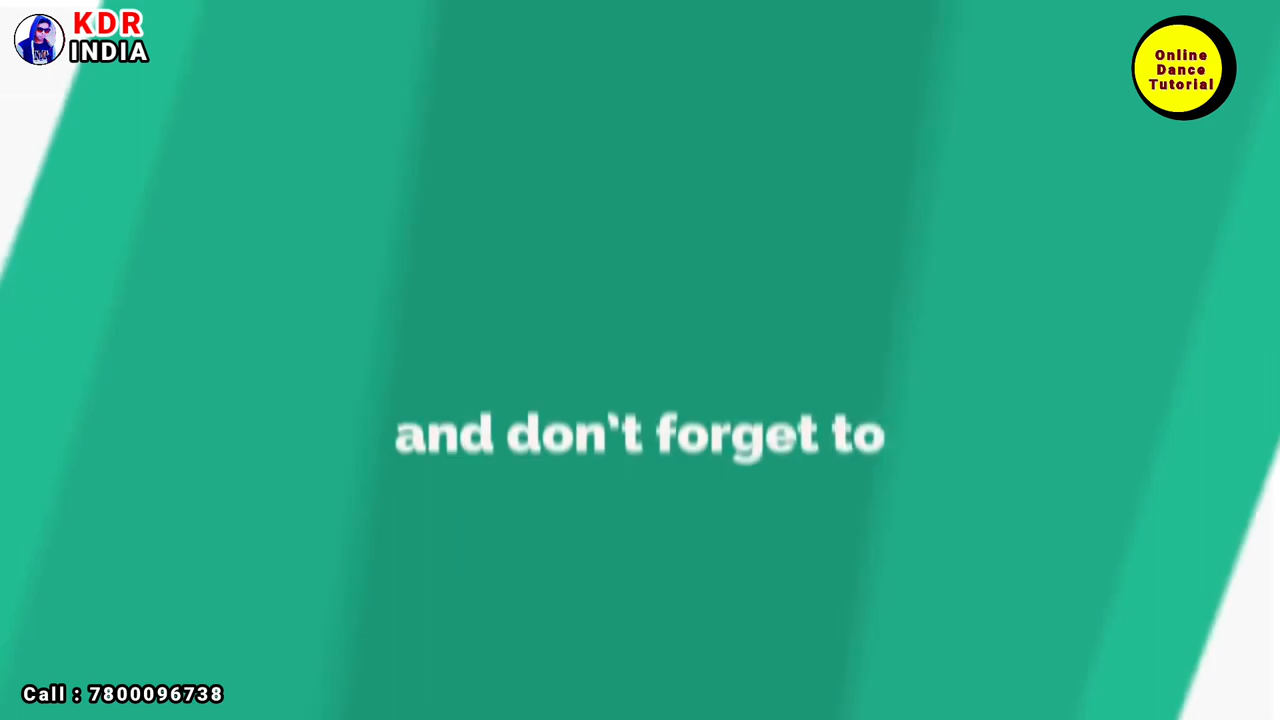 KDR
INDIA
Online
Dance
Tutorial
and don't forget to
Call : 7800096738